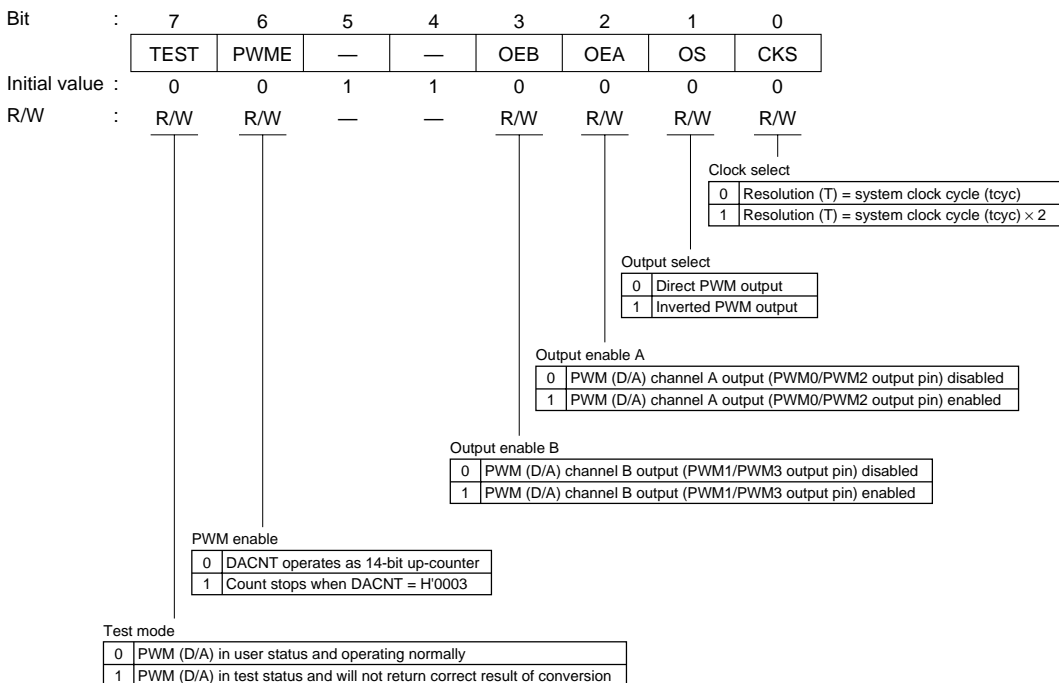 Bit : 7 6 5 4 3 2 1 0
TEST PWME — — OEB OEA OS CKS
Initial value : 0 0 1 1 0 0 0 0
R/W : R/W R/W — — R/W R/W R/W R/W
Clock select
0 Resolution (T) = system clock cycle (tcyc)
1 Resolution (T) = system clock cycle (tcyc) × 2
Output select
0 Direct PWM output
1 Inverted PWM output
Output enable A
0 PWM (D/A) channel A output (PWM0/PWM2 output pin) disabled
1 PWM (D/A) channel A output (PWM0/PWM2 output pin) enabled
Output enable B
0 PWM (D/A) channel B output (PWM1/PWM3 output pin) disabled
1 PWM (D/A) channel B output (PWM1/PWM3 output pin) enabled
PWM enable
0 DACNT operates as 14-bit up-counter
1 Count stops when DACNT = H'0003
Test mode
0 PWM (D/A) in user status and operating normally
1 PWM (D/A) in test status and will not return correct result of conversion